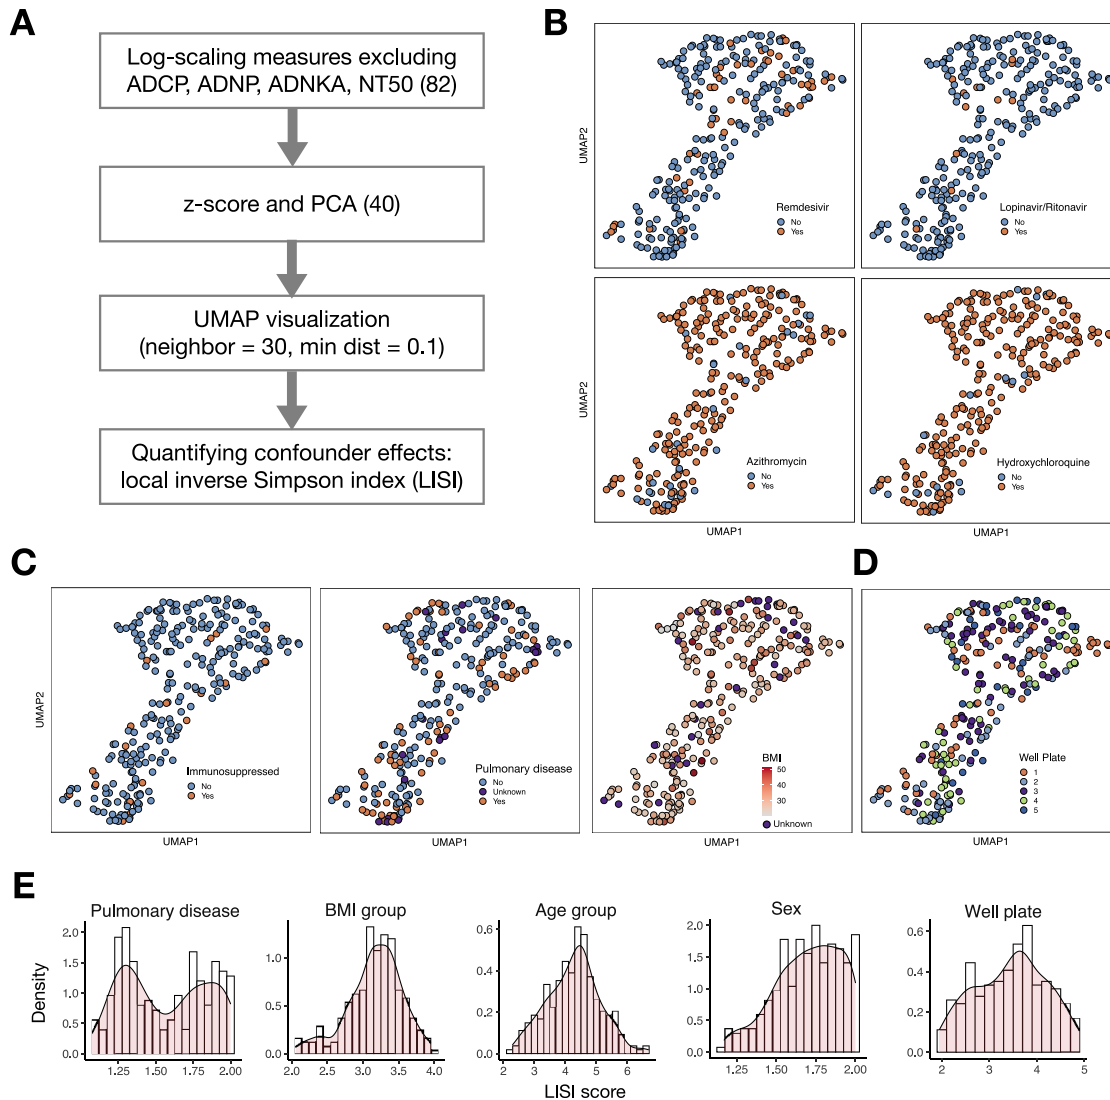 A
Log-scaling measures excluding
ADCP, ADNP, ADNKA, NT50 (82)
z-score and PCA (40)
UMAP visualization
(neighbor = 30, min dist = 0.1)
Quantifying confounder effects:
local inverse Simpson index (LISI)
B
UMAP2
Remdesivir
No
Yes
Lopinavir/Ritonavir
No
Yes
UMAP2
Azithromycin
No
Yes
Hydroxychloroquine
No
Yes
UMAP1
UMAP1
C
UMAP2
Immunosuppressed
No
Yes
UMAP1
Pulmonary disease
No
Unknown
Yes
UMAP1
BMI
50
40
30
Unknown
UMAP1
D
Well Plate
1
2
3
4
5
UMAP1
E
Density
Pulmonary disease
2.0
1.5
1.0
0.5
0.0
1.25 1.50 1.75 2.00
BMI group
1.0
0.5
0.0
2.0 2.5 3.0 3.5 4.0
Age group
0.6
0.4
0.2
0.0
2 3 4 5 6
Sex
2.0
1.5
1.0
0.5
0.0
1.25 1.50 1.75 2.00
Well plate
0.6
0.4
0.2
0.0
2 3 4 5
LISI score